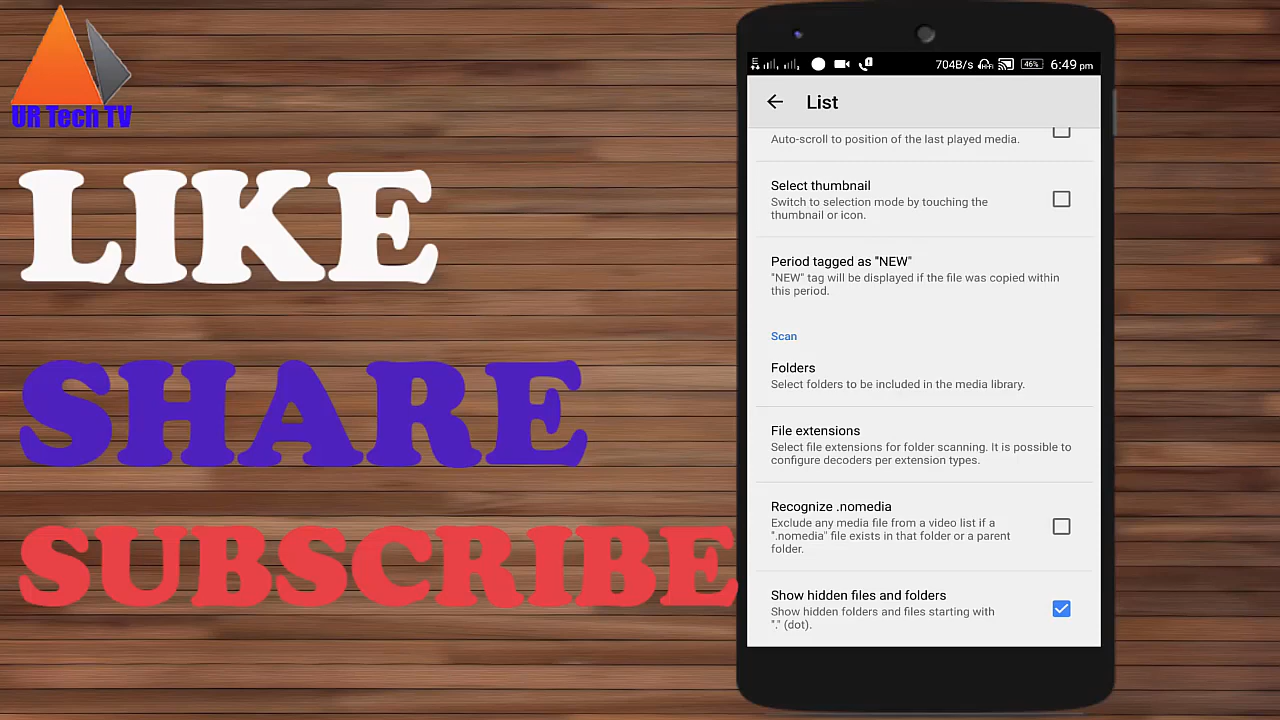 UR Tech TV
LIKE
SHARE
SUBSCRIBE
704B/s 46% 6:49 pm
List
Auto-scroll to position of the last played media.
Select thumbnail
Switch to selection mode by touching the
thumbnail or icon.
Period tagged as "NEW"
"NEW" tag will be displayed if the file was copied within
this period.
Scan
Folders
Select folders to be included in the media library.
File extensions
Select file extensions for folder scanning. It is possible to
configure decoders per extension types.
Recognize .nomedia
Exclude any media file from a video list if a
".nomedia" file exists in that folder or a parent
folder.
Show hidden files and folders
Show hidden folders and files starting with
"." (dot).